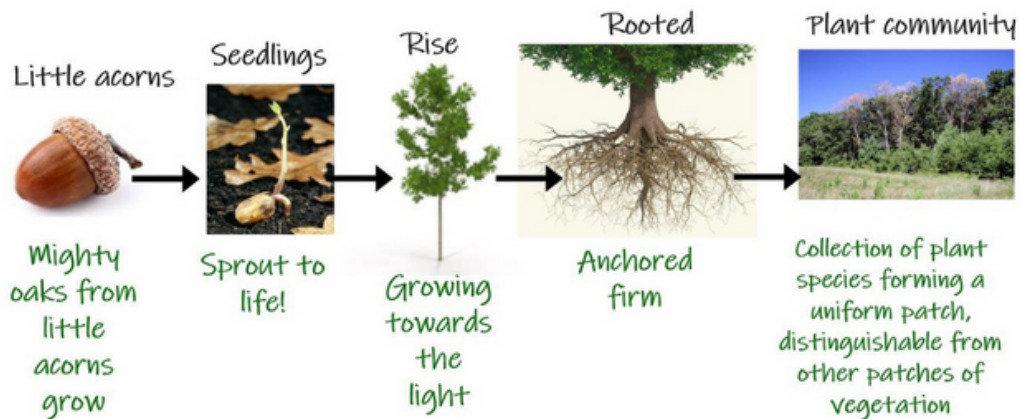 Little acorns
Mighty
oaks from
little
acorns
grow
Seedlings
Sprout to
life!
Rise
Growing
towards
the
light
Rooted
Anchored
firm
Plant community
Collection of plant
species forming a
uniform patch,
distinguishable from
other patches of
vegetation